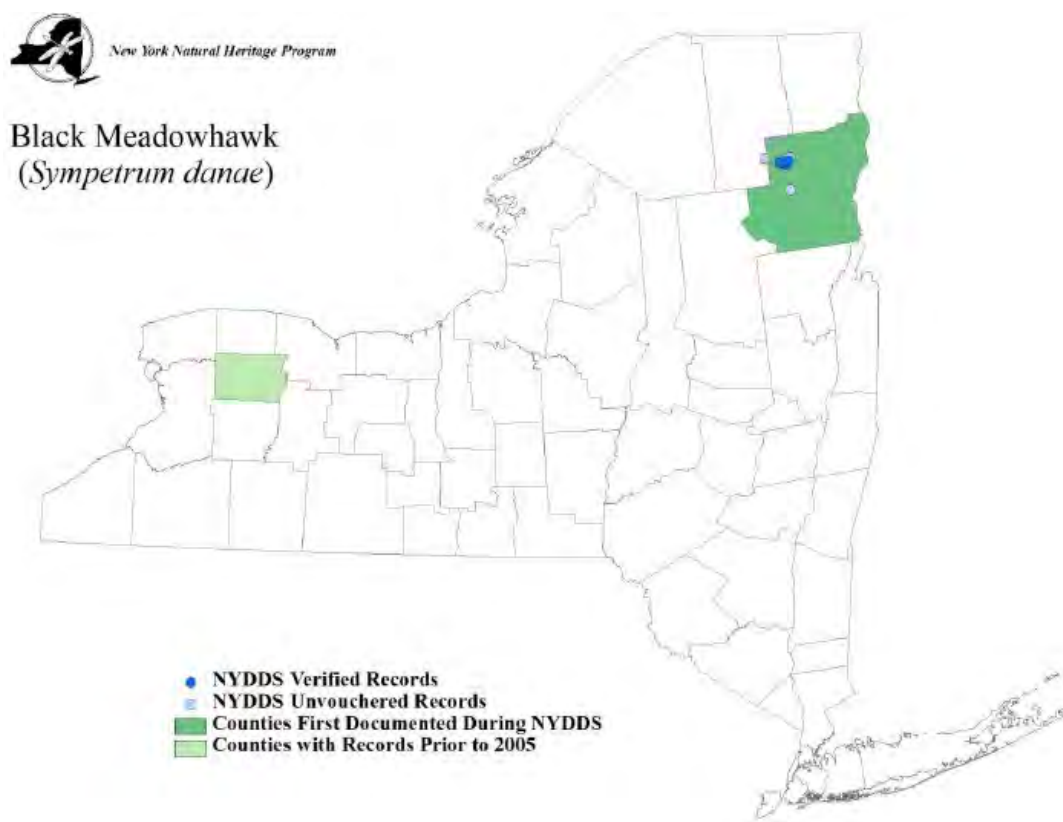 New York Natural Heritage Program
Black Meadowhawk
(Sympetrum danae)
NYDDS Verified Records
NYDDS Unvouchered Records
Counties First Documented During NYDDS
Counties with Records Prior to 2005